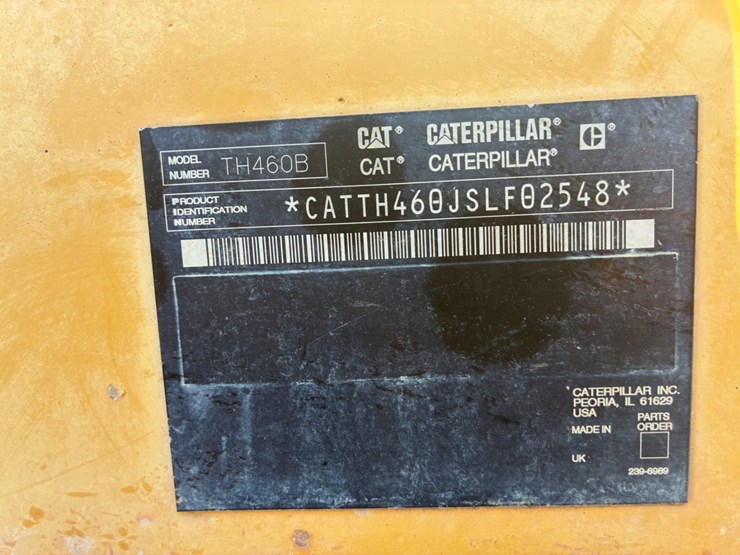 CAT® CATERPILLAR® C®
CAT® CATERPILLAR®
MODEL
NUMBER
TH460B
PRODUCT
IDENTIFICATION
NUMBER
*CATTH460JSLF02548*
CATERPILLAR INC.
PEORIA, IL 61629
USA
PARTS
ORDER
MADE IN
UK
239-6989